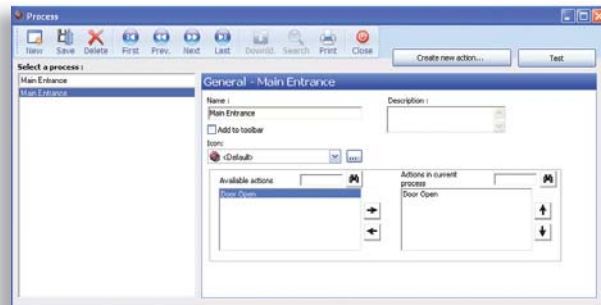 Process
New Save Delete First Prev. Next Last Downld. Search Print Close
Create new action... Test
Select a process :
Main Entrance
Main Entrance
General - Main Entrance
Name :
Main Entrance
Description :
Add to toolbar
Icon:
<Default>
...
Available actions
Door Open
Actions in current
process
Door Open